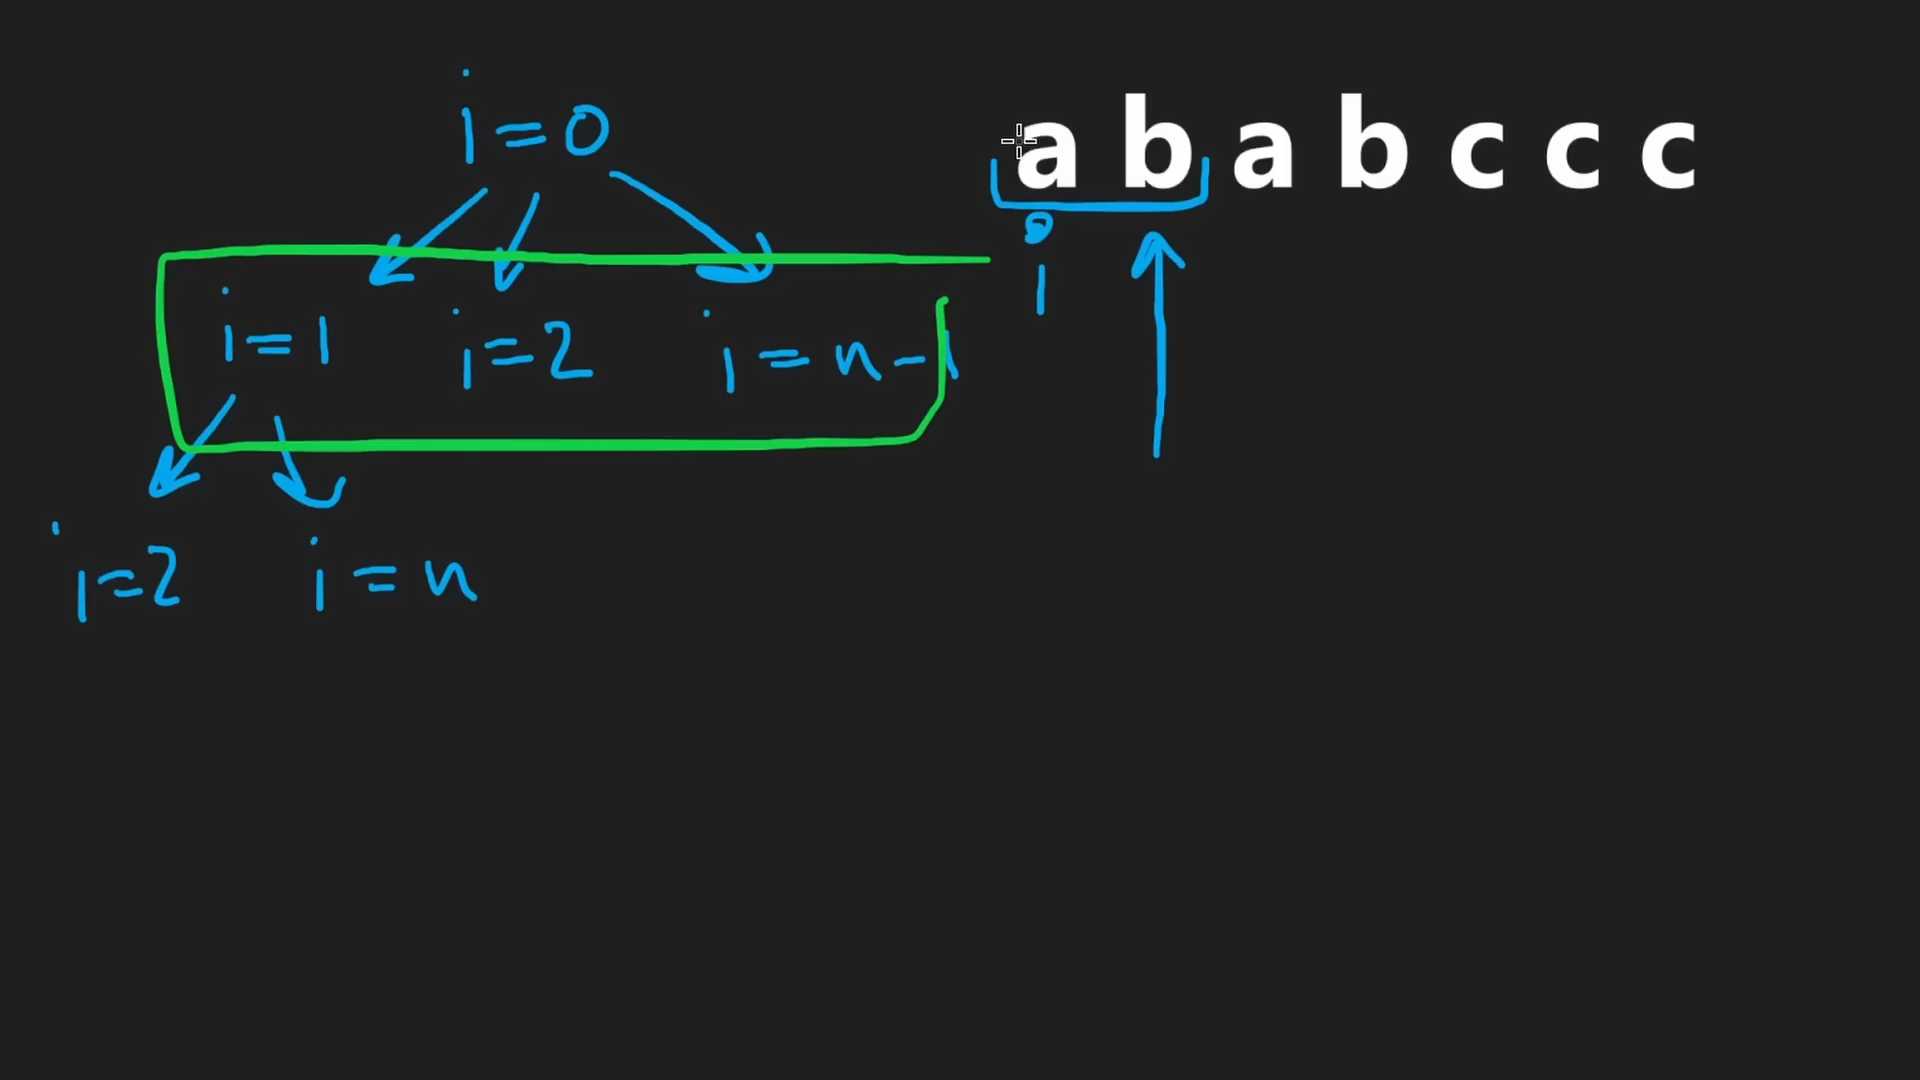 i=0
a b a b c c c
i
i=1 i=2 i=n-1
i=2 i=n